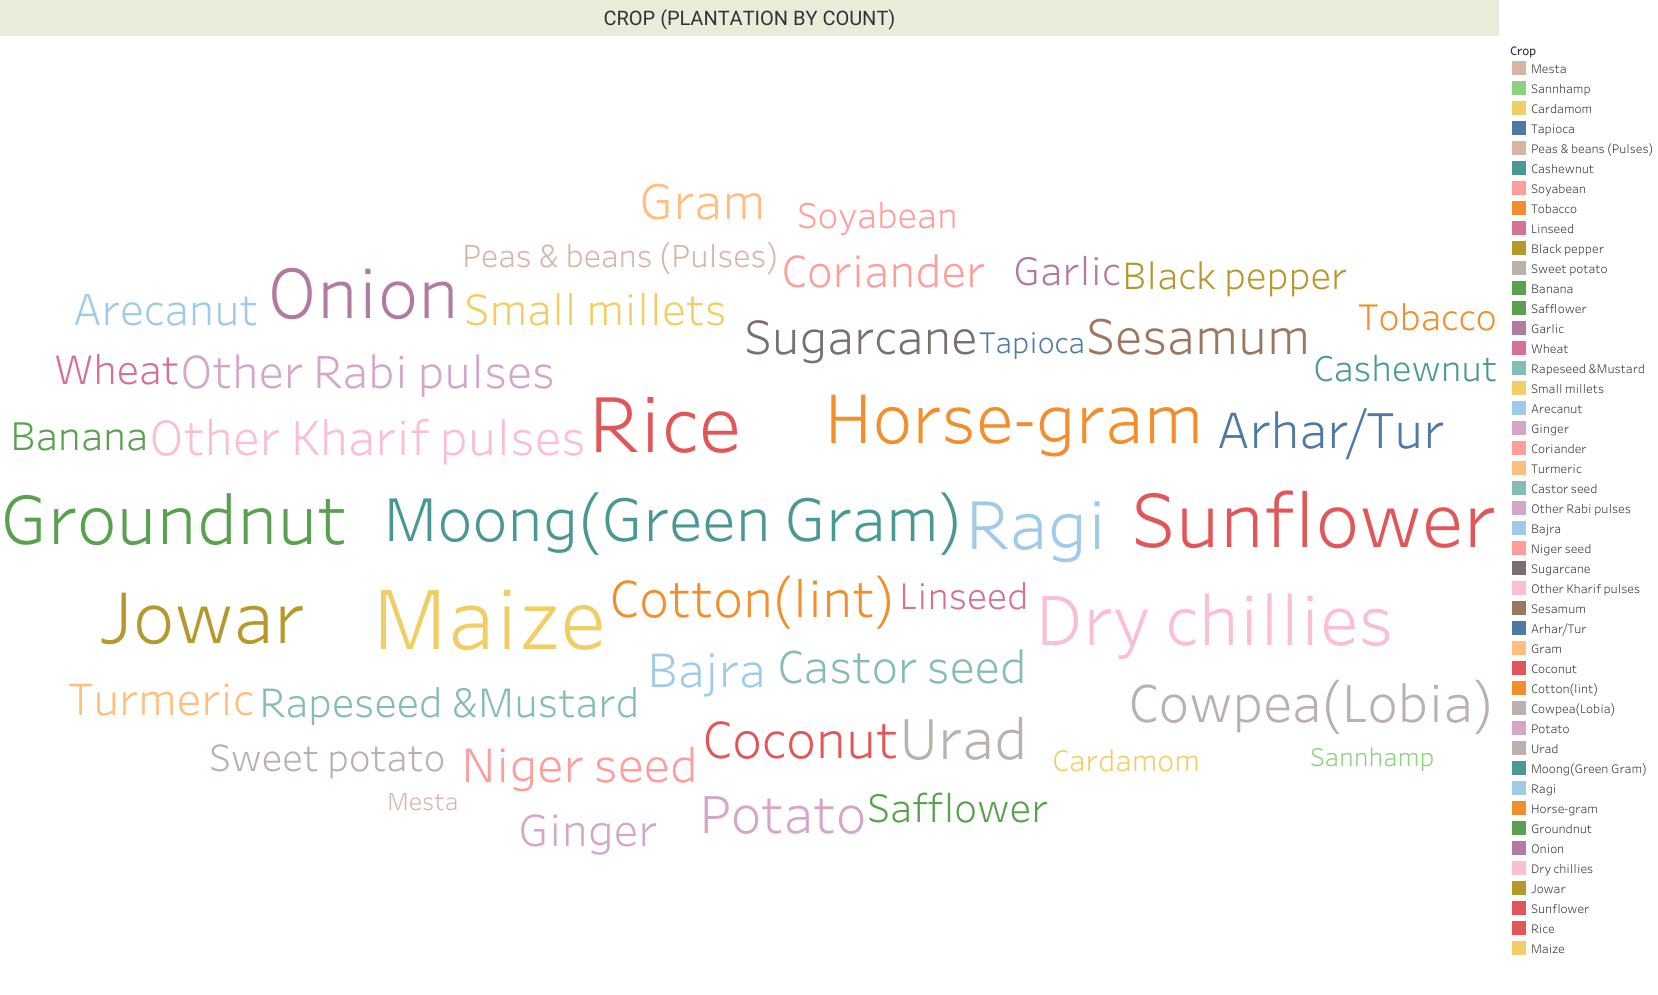 CROP (PLANTATION BY COUNT)
Gram
Soyabean
Peas & beans (Pulses)
Coriander
Garlic
Black pepper
Arecanut
Onion
Small millets
Sugarcane
Tapioca
Sesamum
Tobacco
Wheat
Other Rabi pulses
Cashewnut
Banana
Other Kharif pulses
Rice
Horse-gram
Arhar/Tur
Groundnut
Moong(Green Gram)
Ragi
Sunflower
Jowar
Maize
Cotton(lint)
Linseed
Dry chillies
Bajra
Castor seed
Turmeric
Rapeseed &Mustard
Cowpea(Lobia)
Sweet potato
Niger seed
Coconut
Urad
Cardamom
Sannhamp
Mesta
Ginger
Potato
Safflower
Crop
Mesta
Sannhamp
Cardamom
Tapioca
Peas & beans (Pulses)
Cashewnut
Soyabean
Tobacco
Linseed
Black pepper
Sweet potato
Banana
Safflower
Garlic
Wheat
Rapeseed &Mustard
Small millets
Arecanut
Ginger
Coriander
Turmeric
Castor seed
Other Rabi pulses
Bajra
Niger seed
Sugarcane
Other Kharif pulses
Sesamum
Arhar/Tur
Gram
Coconut
Cotton(lint)
Cowpea(Lobia)
Potato
Urad
Moong(Green Gram)
Ragi
Horse-gram
Groundnut
Onion
Dry chillies
Jowar
Sunflower
Rice
Maize